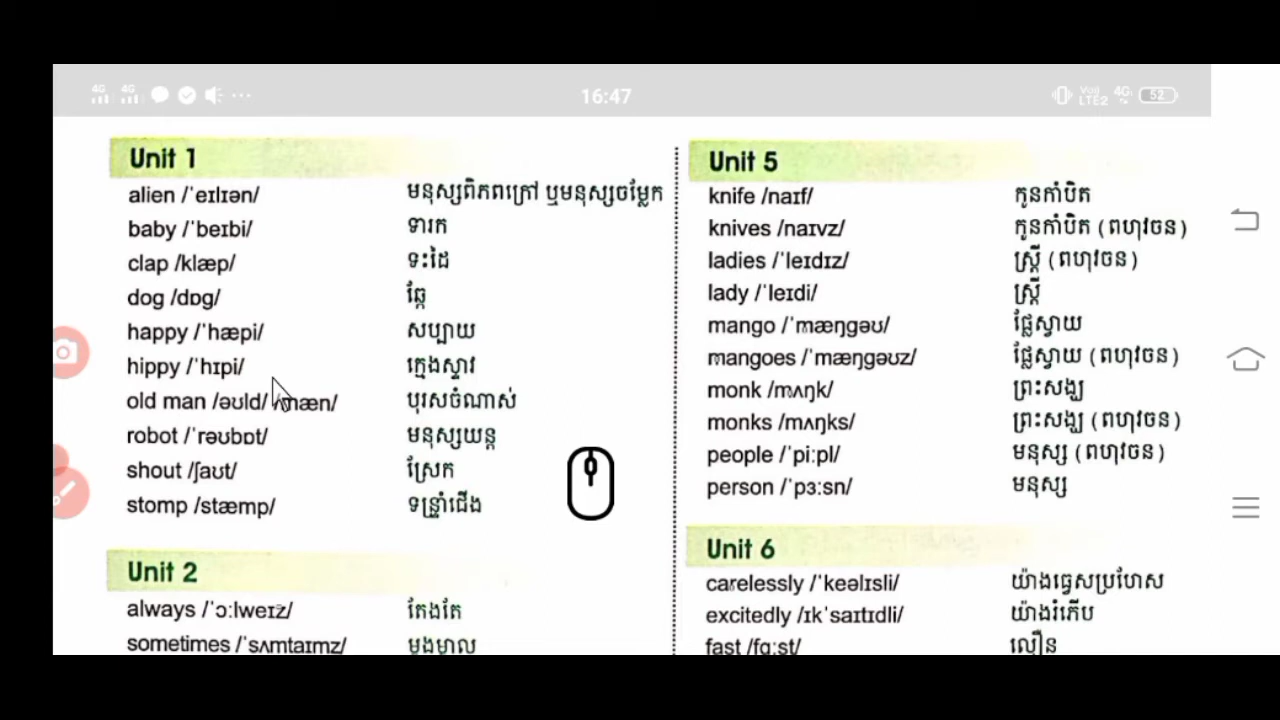 4G 4G 16:47 VoLTE2 4G 52
Unit 1
alien /ˈeɪlɪən/ មនុស្សពិភពក្រៅ ឬមនុស្សចម្លែក
baby /ˈbeɪbi/ ទារក
clap /klæp/ ទះដៃ
dog /dɒg/ ឆ្កែ
happy /ˈhæpi/ សប្បាយ
hippy /ˈhɪpi/ ក្មេងស្ទាវ
old man /əʊld/ /mæn/ បុរសចំណាស់
robot /ˈrəʊbɒt/ មនុស្សយន្ត
shout /ʃaʊt/ ស្រែក
stomp /stæmp/ ទន្ទ្រាំជើង
Unit 2
always /ˈɔːlweɪz/ តែងតែ
sometimes /ˈsʌmtaɪmz/ ម្ដងម្កាល
Unit 5
knife /naɪf/ កូនកាំបិត
knives /naɪvz/ កូនកាំបិត (ពហុវចន)
ladies /ˈleɪdɪz/ ស្ត្រី (ពហុវចន)
lady /ˈleɪdi/ ស្ត្រី
mango /ˈmæŋgəʊ/ ផ្លែស្វាយ
mangoes /ˈmæŋgəʊz/ ផ្លែស្វាយ (ពហុវចន)
monk /mʌŋk/ ព្រះសង្ឃ
monks /mʌŋks/ ព្រះសង្ឃ (ពហុវចន)
people /ˈpiːpl/ មនុស្ស (ពហុវចន)
person /ˈpɜːsn/ មនុស្ស
Unit 6
carelessly /ˈkeəlɪsli/ យ៉ាងធ្វេសប្រហែស
excitedly /ɪkˈsaɪtɪdli/ យ៉ាងរំភើប
fast /fɑːst/ លឿន